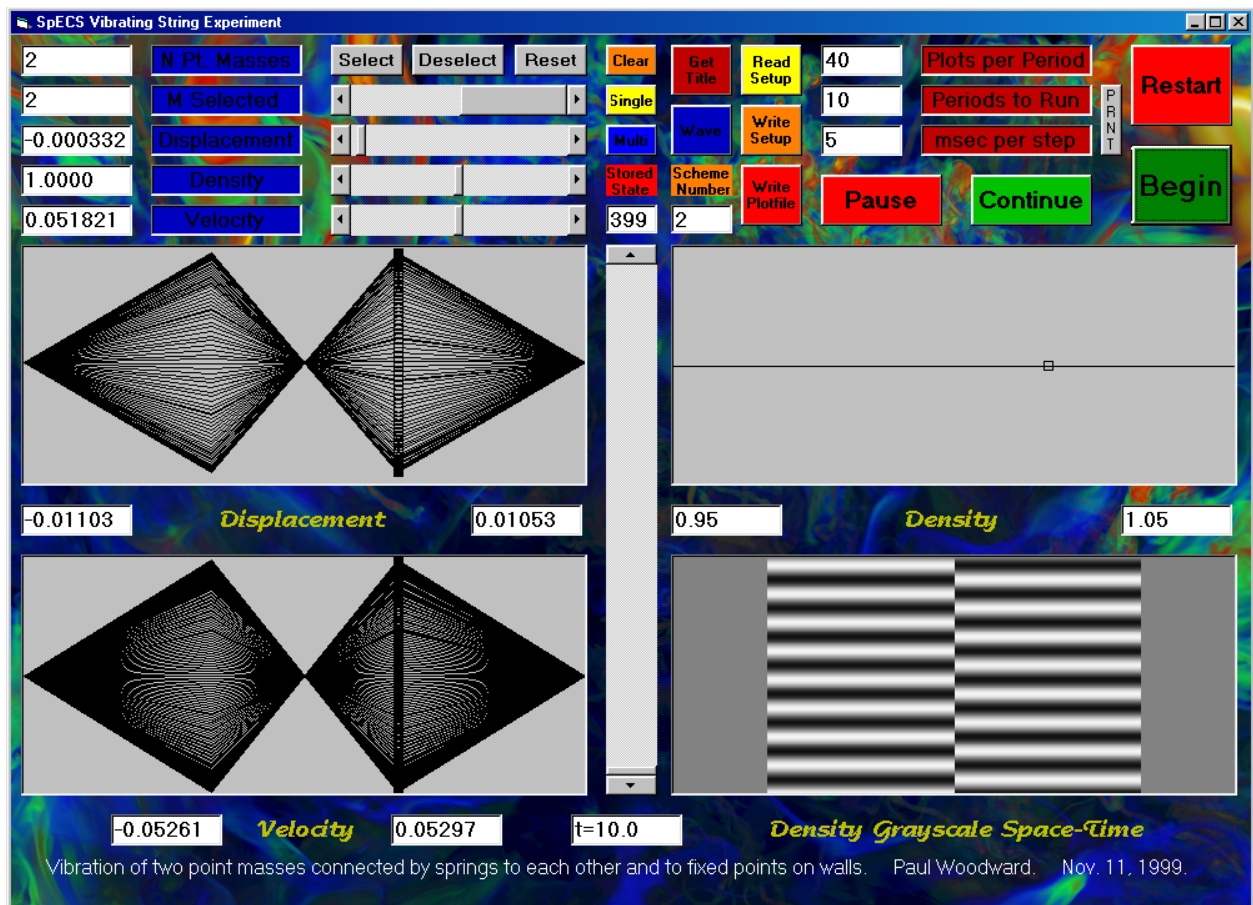 SpECS Vibrating String Experiment
2 N Pt. Masses Select Deselect Reset Clear Get Title Read Setup 40 Plots per Period Restart
2 M Selected Single Wave Write Setup 10 Periods to Run PRNT
-0.000332 Displacement Multi 5 msec per step
1.0000 Density Stored State Scheme Number Write Plotfile Pause Continue Begin
0.051821 Velocity 399 2
-0.01103 Displacement 0.01053 0.95 Density 1.05
-0.05261 Velocity 0.05297 t=10.0 Density Grayscale Space-Time
Vibration of two point masses connected by springs to each other and to fixed points on walls. Paul Woodward. Nov. 11, 1999.